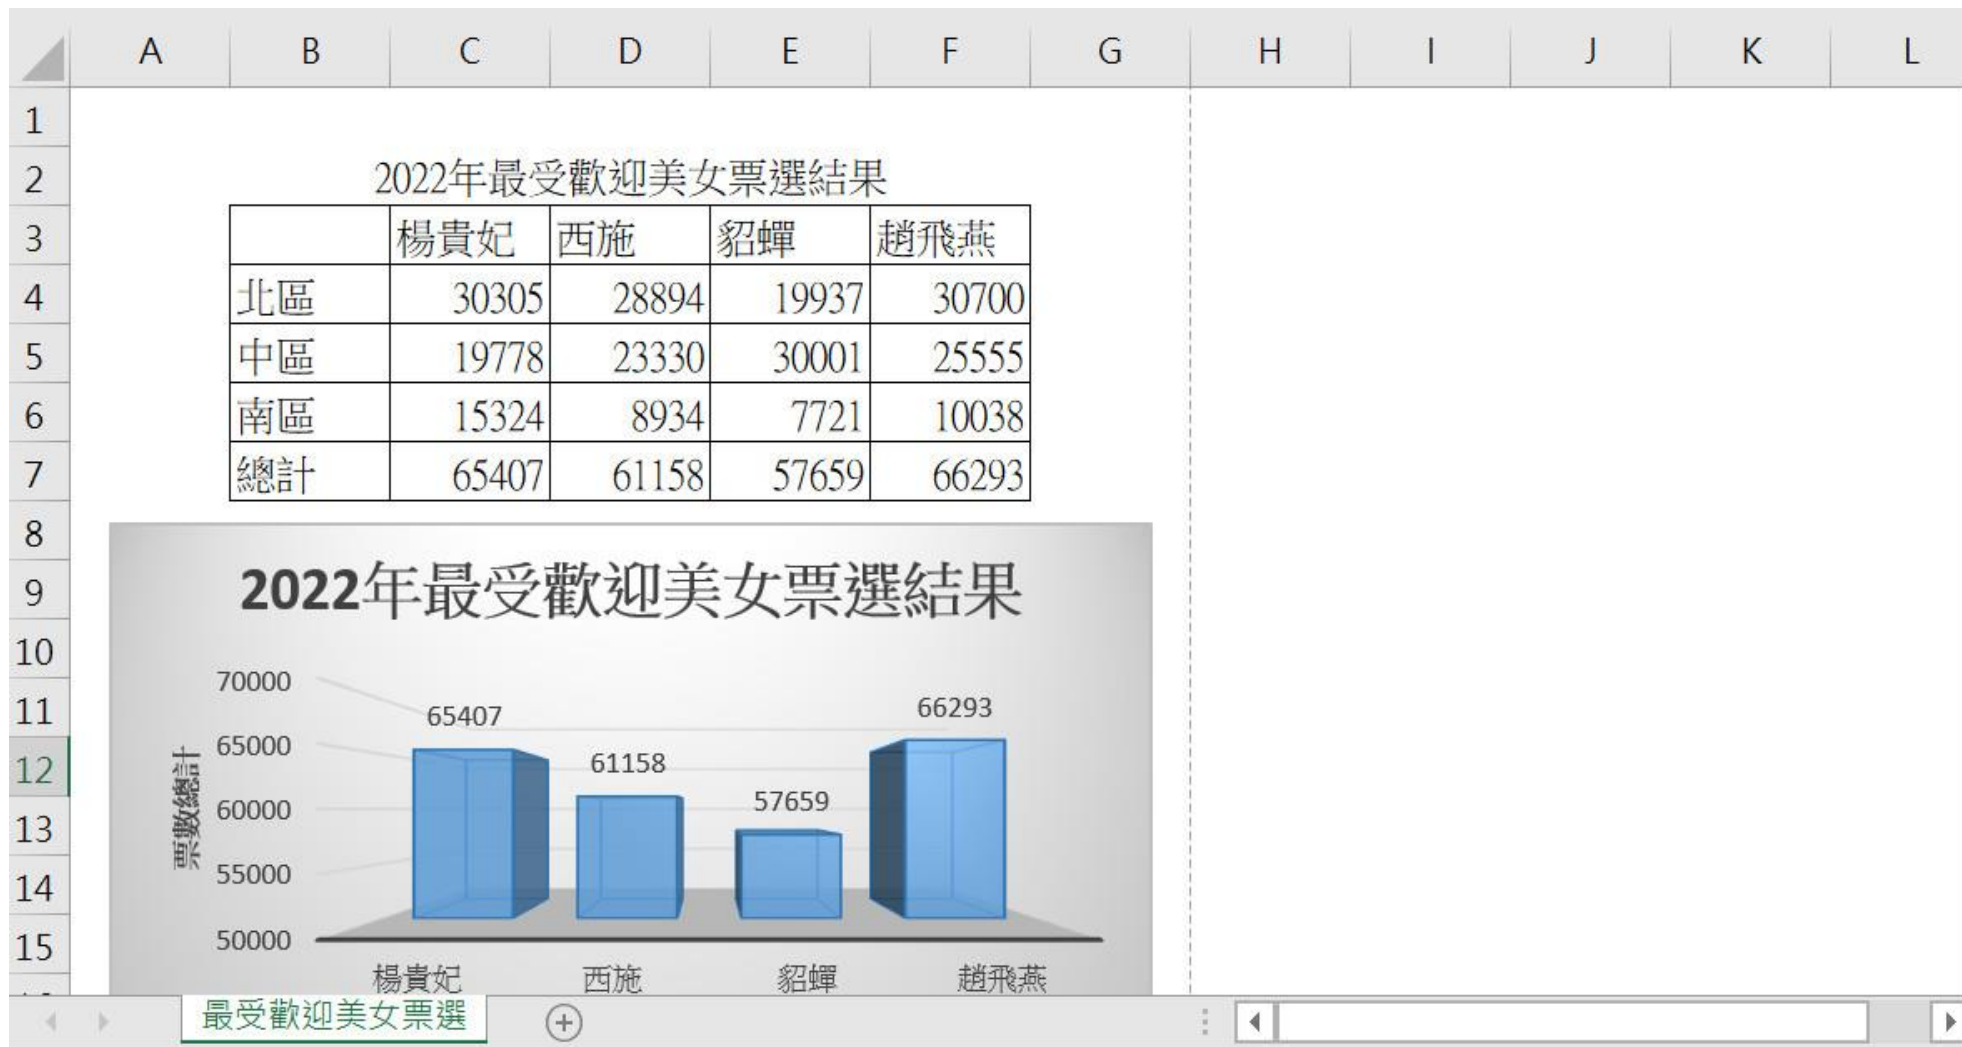 A B C D E F G H I J K L
1
2 2022年最受歡迎美女票選結果
3 楊貴妃 西施 貂蟬 趙飛燕
4 北區 30305 28894 19937 30700
5 中區 19778 23330 30001 25555
6 南區 15324 8934 7721 10038
7 總計 65407 61158 57659 66293
8
9 2022年最受歡迎美女票選結果
10
70000
11 65407 66293
65000
12 61158
票數總計
13 60000 57659
14 55000
15 50000
楊貴妃 西施 貂蟬 趙飛燕
最受歡迎美女票選